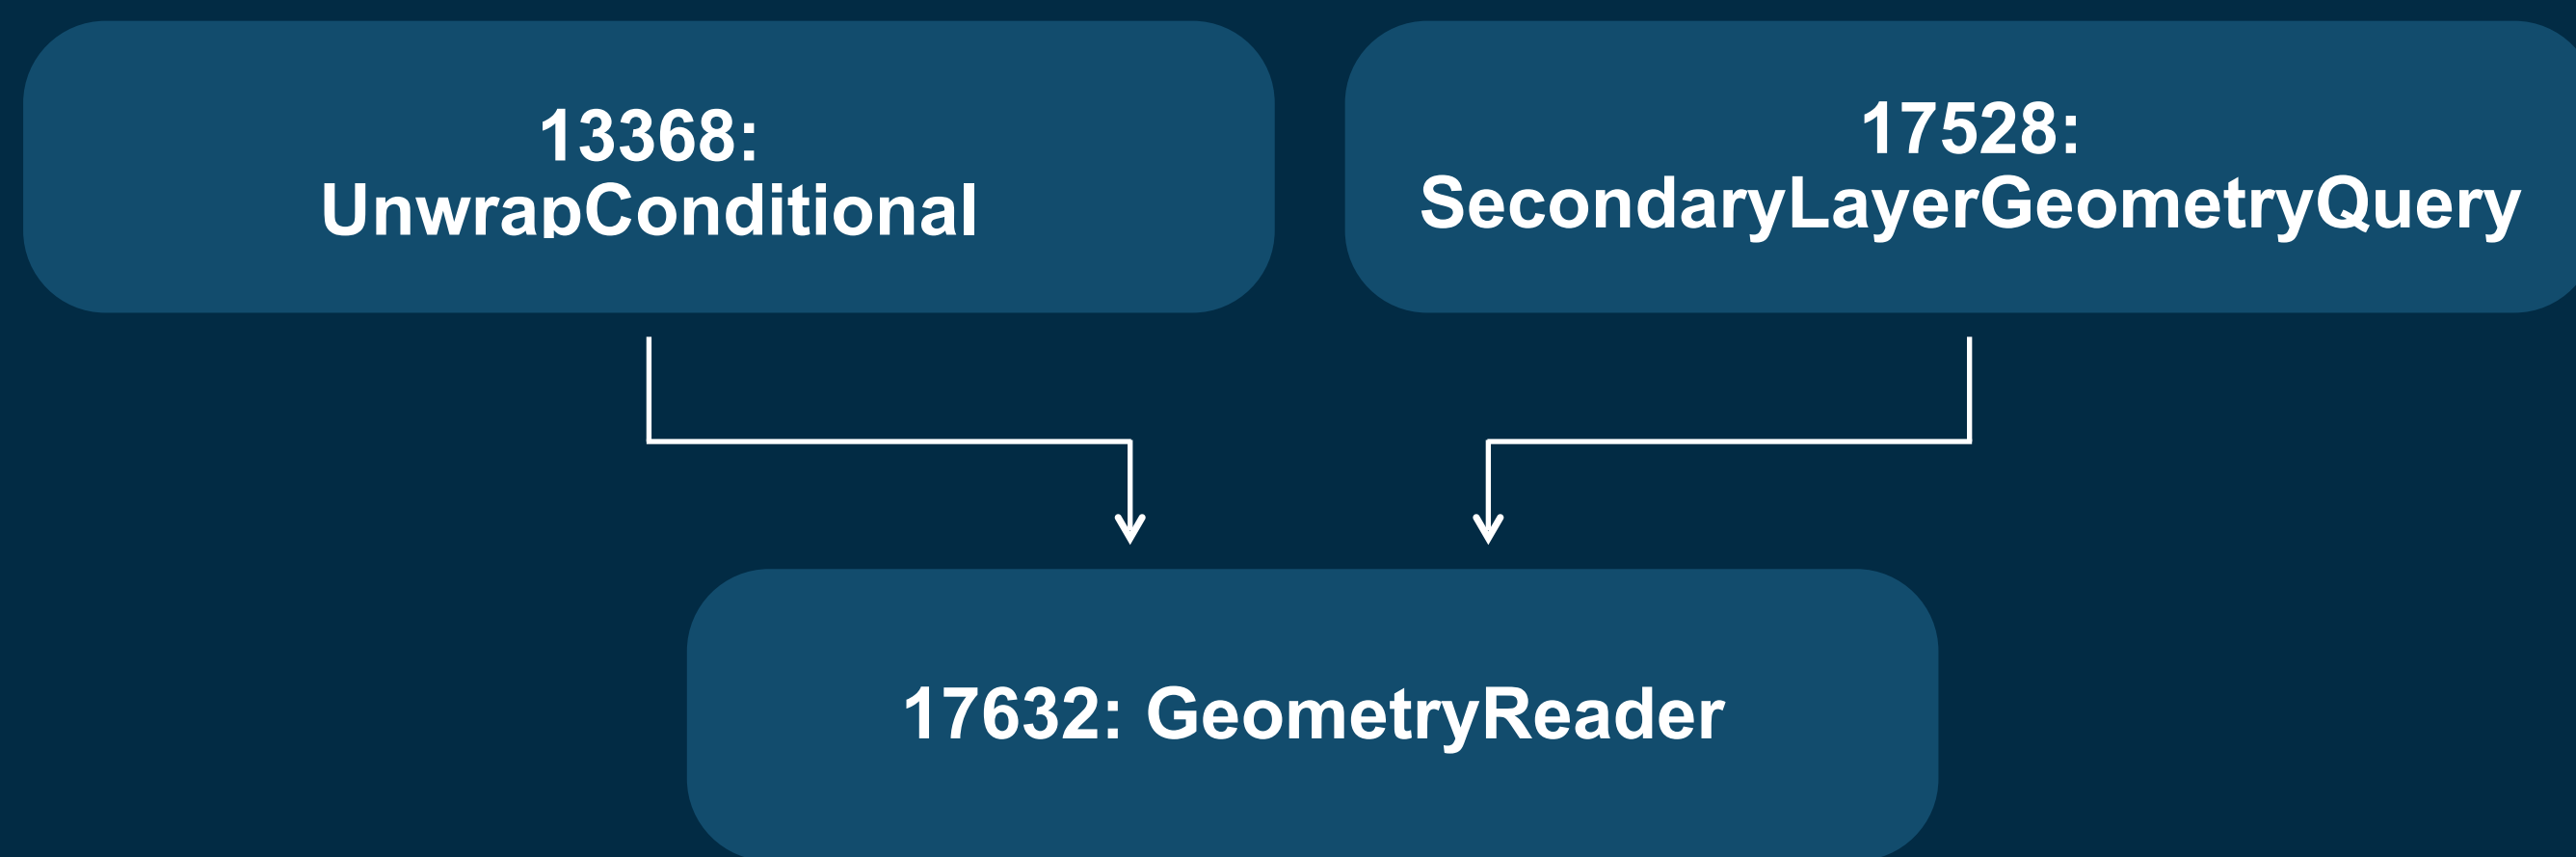 13368:
UnwrapConditional
17528:
SecondaryLayerGeometryQuery
17632: GeometryReader